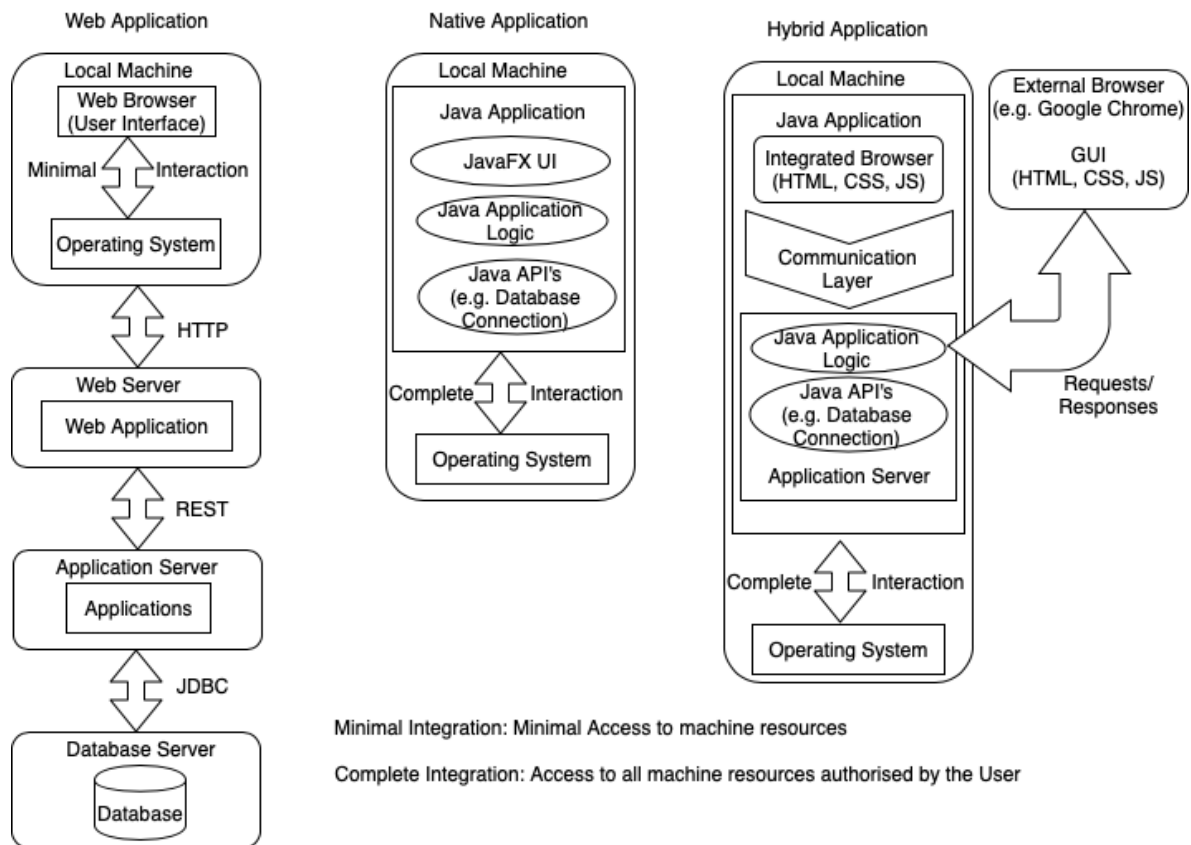 Web Application
Local Machine
Web Browser
(User Interface)
Minimal
Interaction
Operating System
HTTP
Web Server
Web Application
REST
Application Server
Applications
JDBC
Database Server
Database
Native Application
Local Machine
Java Application
JavaFX UI
Java Application
Logic
Java API's
(e.g. Database
Connection)
Complete
Interaction
Operating System
Hybrid Application
Local Machine
Java Application
Integrated Browser
(HTML, CSS, JS)
Communication
Layer
Java Application
Logic
Java API's
(e.g. Database
Connection)
Application Server
Complete
Interaction
Operating System
External Browser
(e.g. Google Chrome)
GUI
(HTML, CSS, JS)
Requests/
Responses
Minimal Integration: Minimal Access to machine resources
Complete Integration: Access to all machine resources authorised by the User